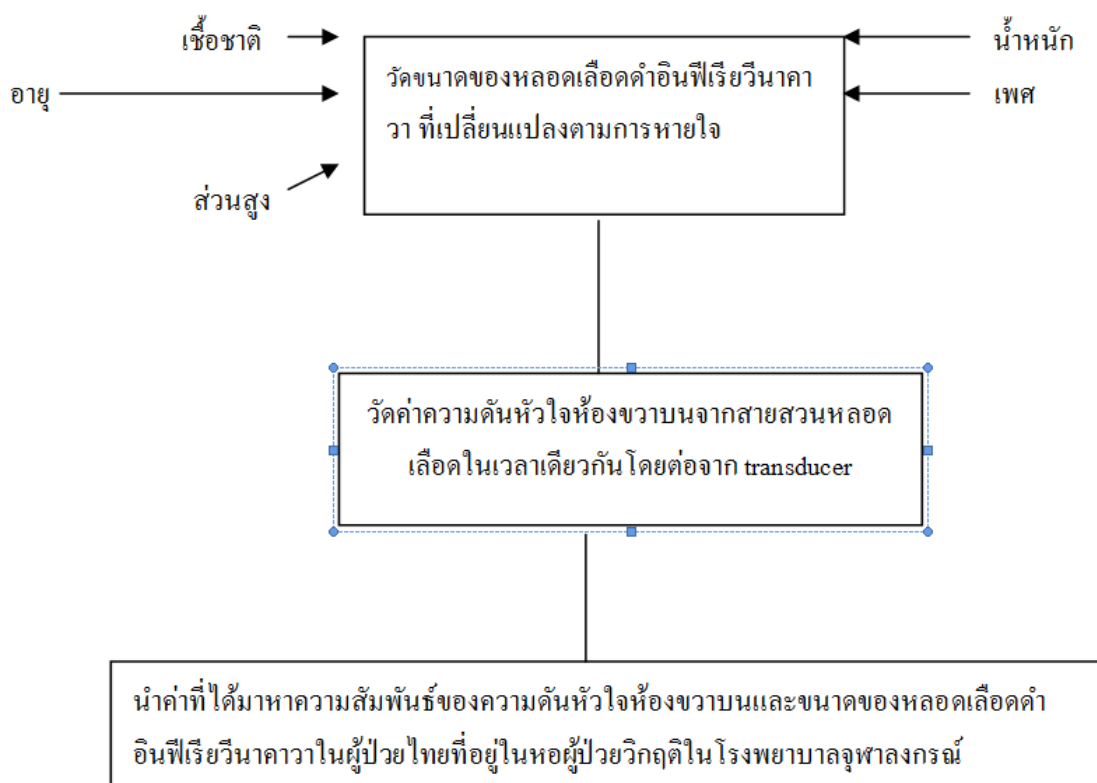 เชื้อชาติ
น้ำหนัก
อายุ
เพศ
ส่วนสูง
วัดขนาดของหลอดเลือดดำอินฟีเรียวีนาคา
วา ที่เปลี่ยนแปลงตามการหายใจ
วัดค่าความดันหัวใจห้องขวาบนจากสายสวนหลอด
เลือดในเวลาเดียวกันโดยต่อจาก transducer
นำค่าที่ได้มาหาความสัมพันธ์ของความดันหัวใจห้องขวาบนและขนาดของหลอดเลือดดำ
อินฟีเรียวีนาคาวาในผู้ป่วยไทยที่อยู่ในหอผู้ป่วยวิกฤติในโรงพยาบาลจุฬาลงกรณ์